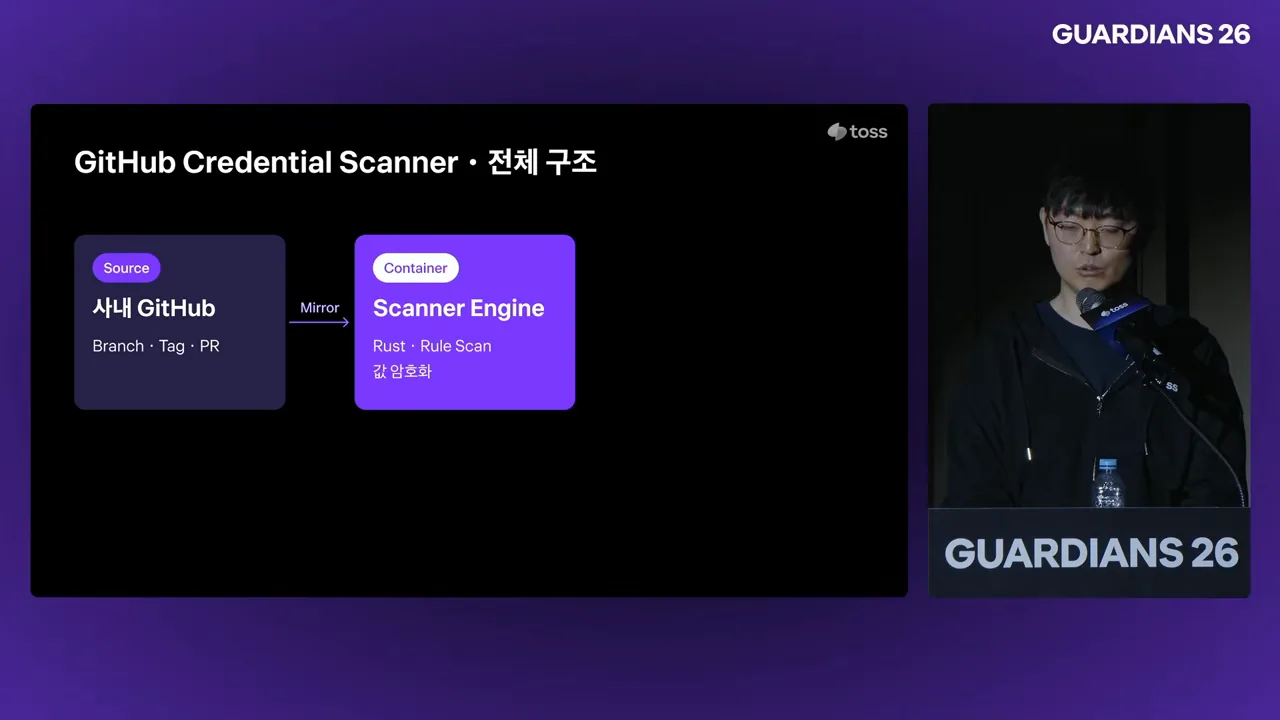 GUARDIANS 26
toss
GitHub Credential Scanner · 전체 구조
Source
사내 GitHub
Branch · Tag · PR
Mirror
Container
Scanner Engine
Rust · Rule Scan
값 암호화
toss
ss
GUARDIANS 26